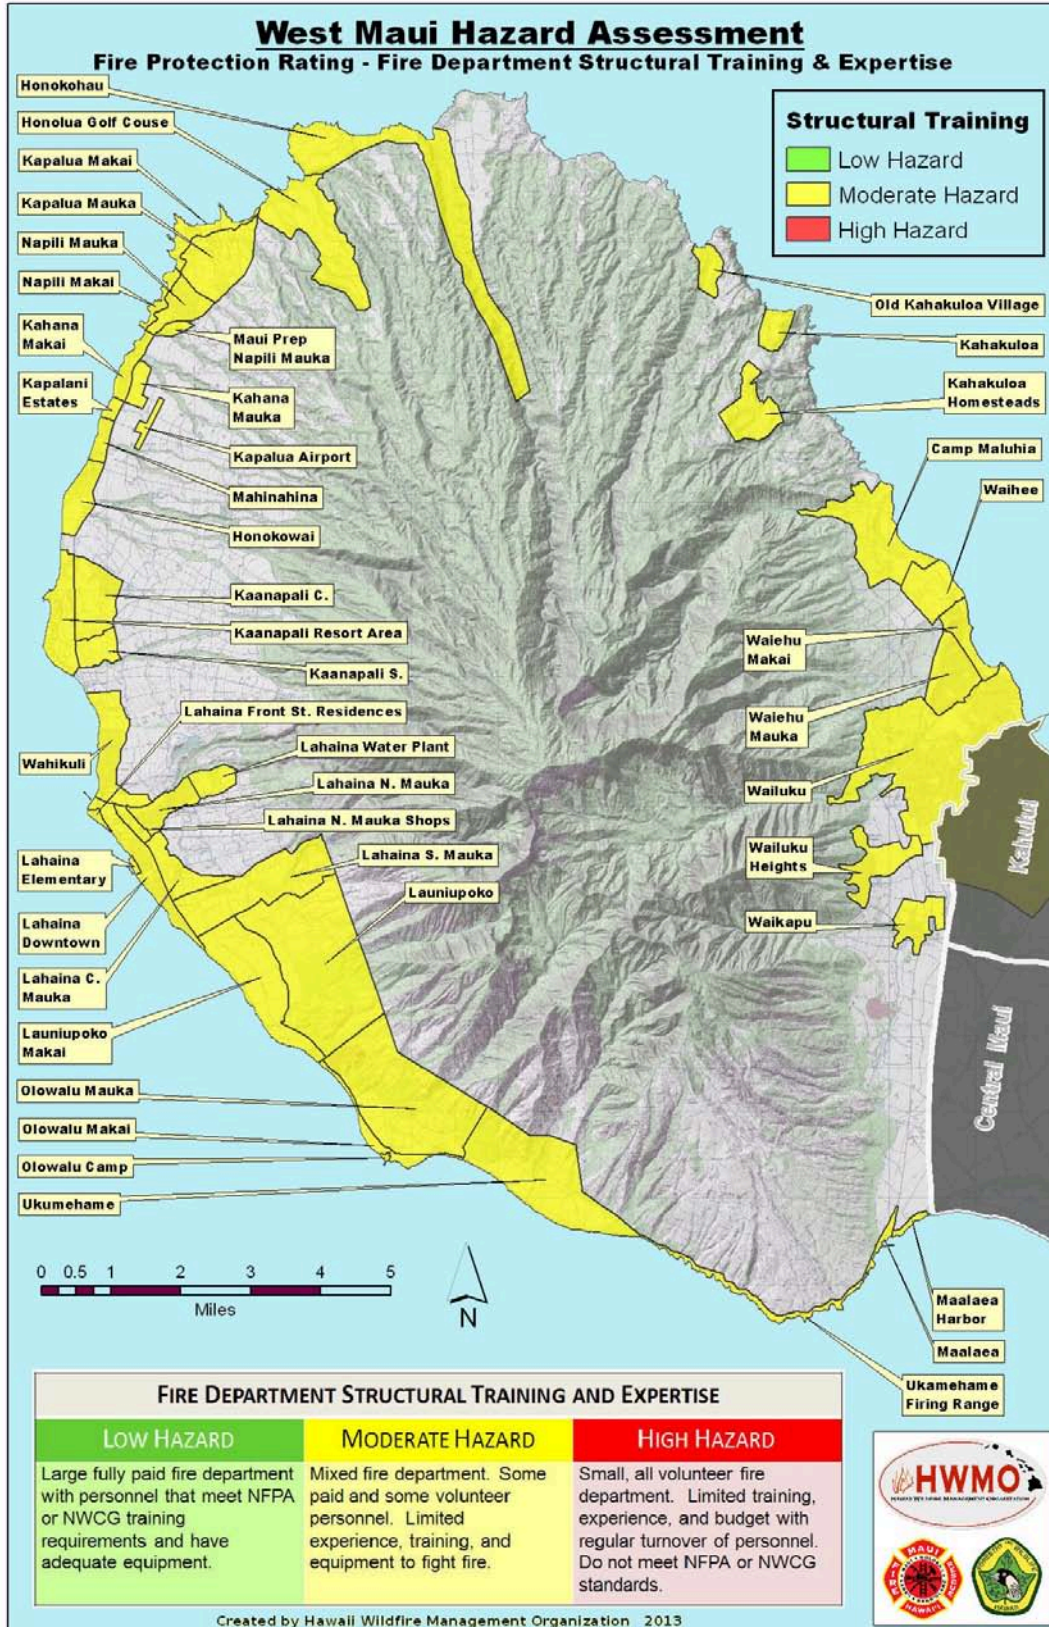 West Maui Hazard Assessment
Fire Protection Rating - Fire Department Structural Training & Expertise
Structural Training
Low Hazard
Moderate Hazard
High Hazard
Honokohau
Honolua Golf Couse
Kapalua Makai
Kapalua Mauka
Napili Mauka
Napili Makai
Kahana
Makai
Kapalani
Estates
Maui Prep
Napili Mauka
Kahana
Mauka
Kapalua Airport
Mahinahina
Honokowai
Kaanapali C.
Kaanapali Resort Area
Kaanapali S.
Lahaina Front St. Residences
Wahikuli
Lahaina Water Plant
Lahaina N. Mauka
Lahaina N. Mauka Shops
Lahaina S. Mauka
Launiupoko
Lahaina
Elementary
Lahaina
Downtown
Lahaina C.
Mauka
Launiupoko
Makai
Olowalu Mauka
Olowalu Makai
Olowalu Camp
Ukumehame
Old Kahakuloa Village
Kahakuloa
Kahakuloa
Homesteads
Camp Maluhia
Waihee
Waiehu
Makai
Waiehu
Mauka
Wailuku
Wailuku
Heights
Waikapu
Kahului
Central Maui
Maalaea
Harbor
Maalaea
Ukamehame
Firing Range
0 0.5 1 2 3 4 5
Miles
N
FIRE DEPARTMENT STRUCTURAL TRAINING AND EXPERTISE
LOW HAZARD
Large fully paid fire department
with personnel that meet NFPA
or NWCG training
requirements and have
adequate equipment.
MODERATE HAZARD
Mixed fire department. Some
paid and some volunteer
personnel. Limited
experience, training, and
equipment to fight fire.
HIGH HAZARD
Small, all volunteer fire
department. Limited training,
experience, and budget with
regular turnover of personnel.
Do not meet NFPA or NWCG
standards.
HWMO
MAUI
FIRE
HAWAI'I
Created by Hawaii Wildfire Management Organization 2013